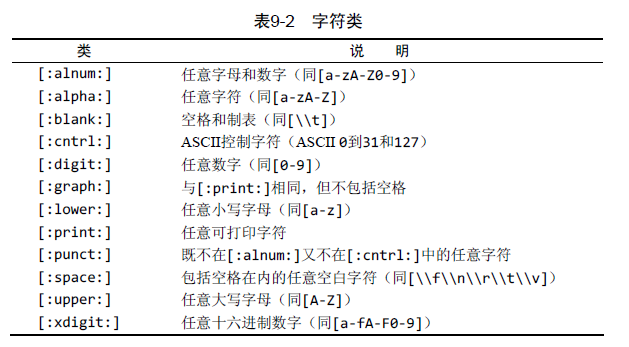 表9-2 字符类
类 说 明
[:alnum:] 任意字母和数字（同[a-zA-Z0-9]）
[:alpha:] 任意字符（同[a-zA-Z]）
[:blank:] 空格和制表（同[\\t]）
[:cntrl:] ASCII控制字符（ASCII 0到31和127）
[:digit:] 任意数字（同[0-9]）
[:graph:] 与[:print:]相同，但不包括空格
[:lower:] 任意小写字母（同[a-z]）
[:print:] 任意可打印字符
[:punct:] 既不在[:alnum:]又不在[:cntrl:]中的任意字符
[:space:] 包括空格在内的任意空白字符（同[\\f\\n\\r\\t\\v]）
[:upper:] 任意大写字母（同[A-Z]）
[:xdigit:] 任意十六进制数字（同[a-fA-F0-9]）